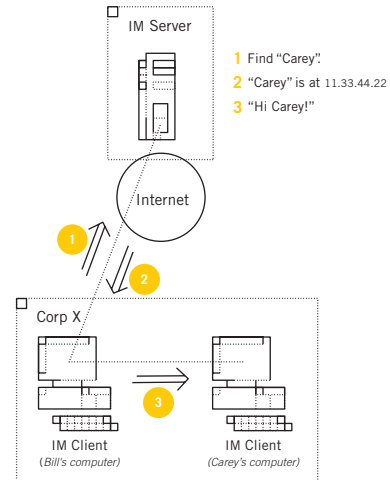 IM Server
1 Find “Carey”.
2 “Carey” is at 11.33.44.22
3 “Hi Carey!”
Internet
1
2
Corp X
3
IM Client
(Bill's computer)
IM Client
(Carey's computer)